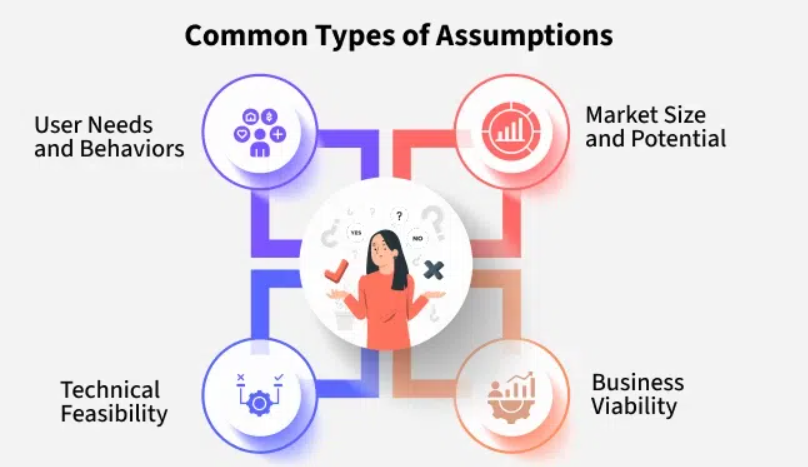 Common Types of Assumptions
User Needs
and Behaviors
Market Size
and Potential
?
YES
NO
Technical
Feasibility
Business
Viability